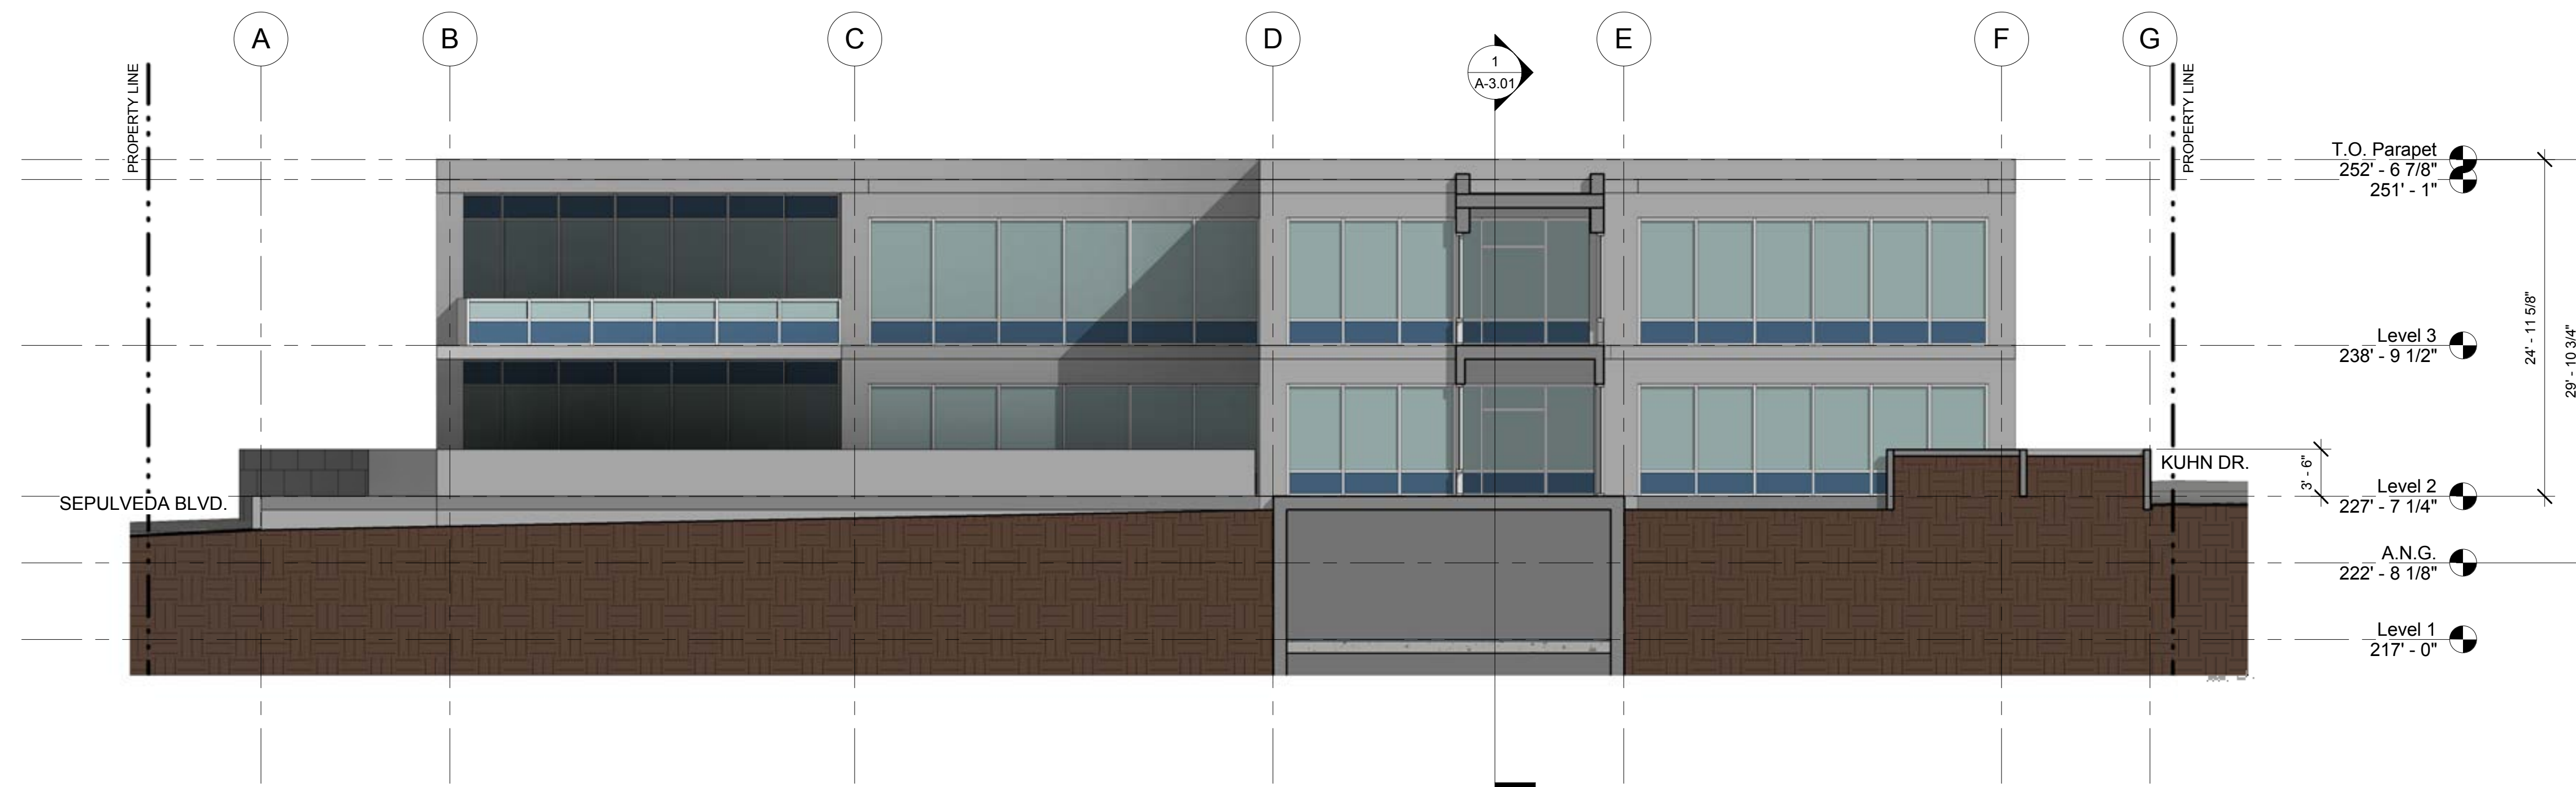 A
B
C
D
E
F
G
1
A-3.01
PROPERTY LINE
PROPERTY LINE
T.O. Parapet
252' - 6 7/8"
251' - 1"
Level 3
238' - 9 1/2"
24' - 11 5/8"
29' - 10 3/4"
SEPULVEDA BLVD.
KUHN DR.
3' - 6"
Level 2
227' - 7 1/4"
A.N.G.
222' - 8 1/8"
Level 1
217' - 0"